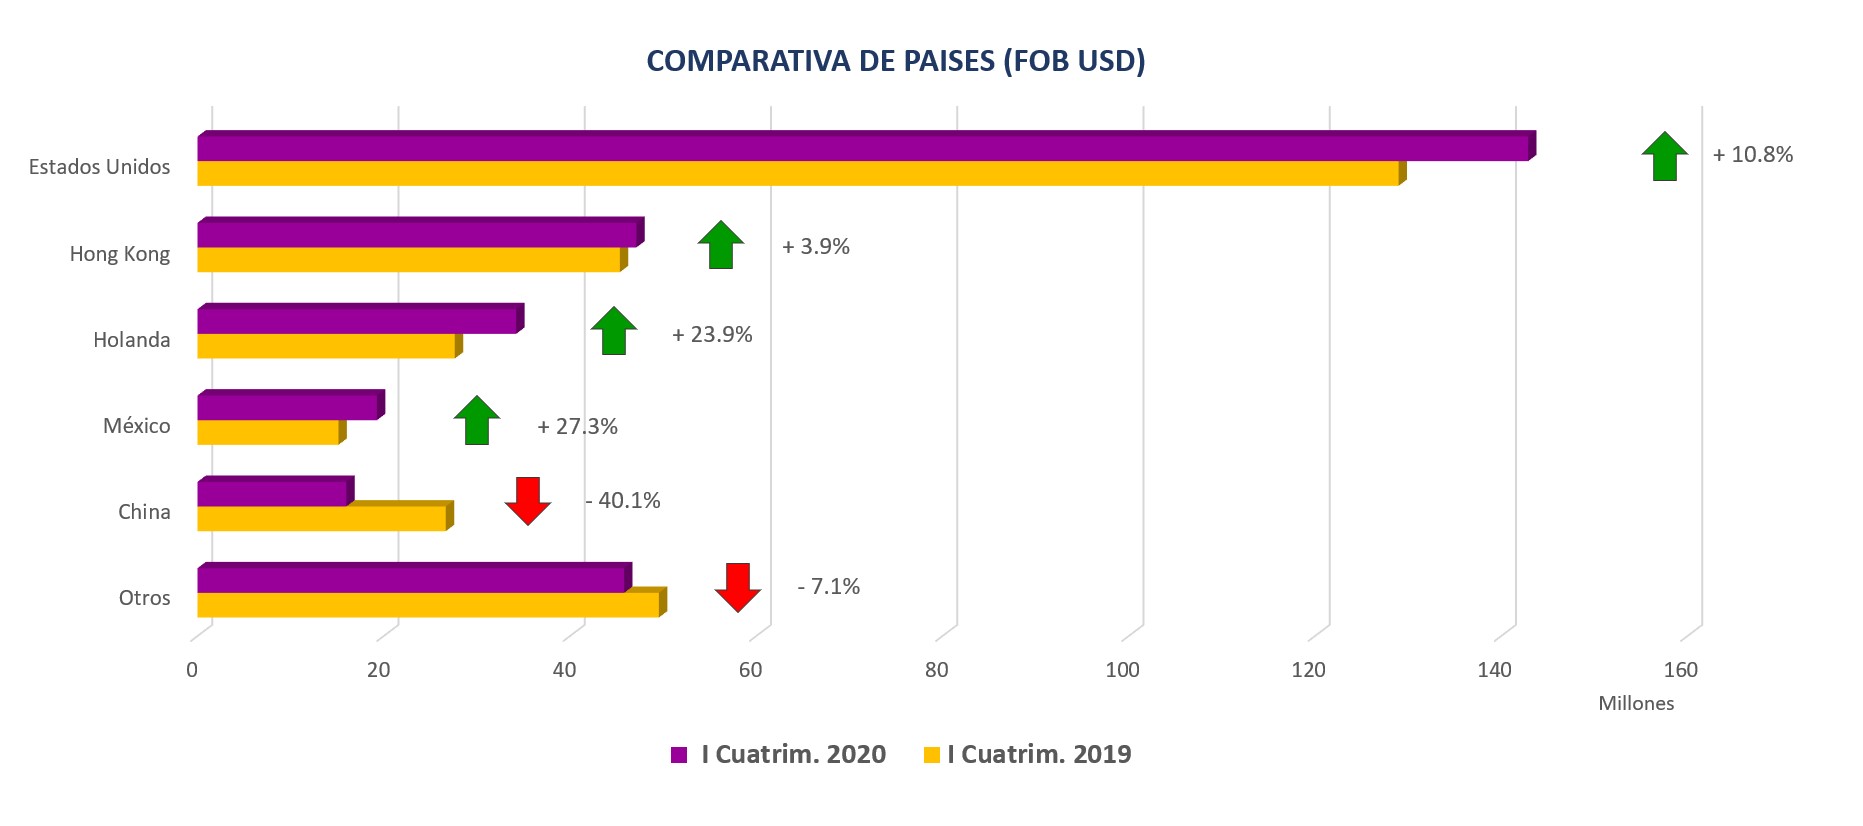 COMPARATIVA DE PAISES (FOB USD)
Estados Unidos
+ 10.8%
Hong Kong
+ 3.9%
Holanda
+ 23.9%
México
+ 27.3%
China
- 40.1%
Otros
- 7.1%
0 20 40 60 80 100 120 140 160
Millones
I Cuatrim. 2020 I Cuatrim. 2019